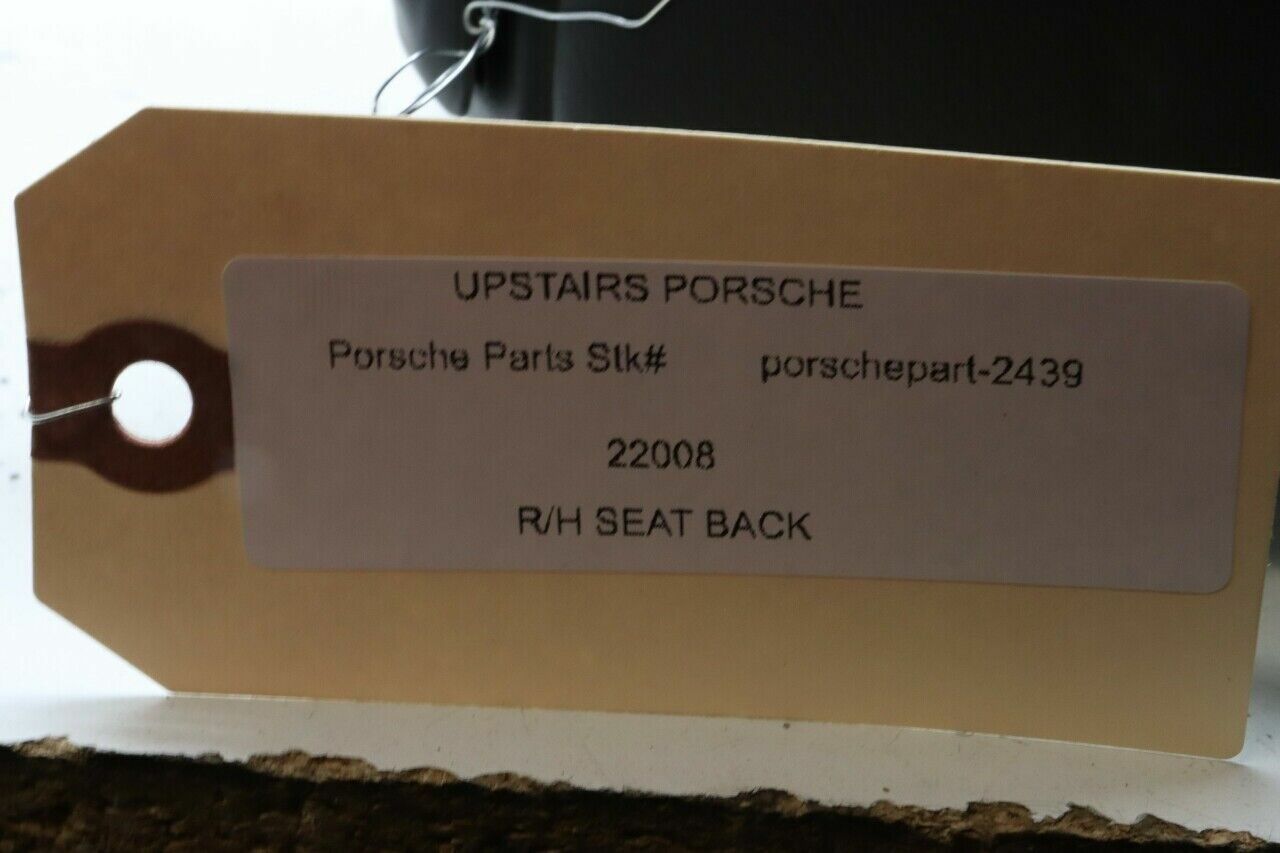 UPSTAIRS PORSCHE
Porsche Parts Stk# porschepart-2439
22008
R/H SEAT BACK